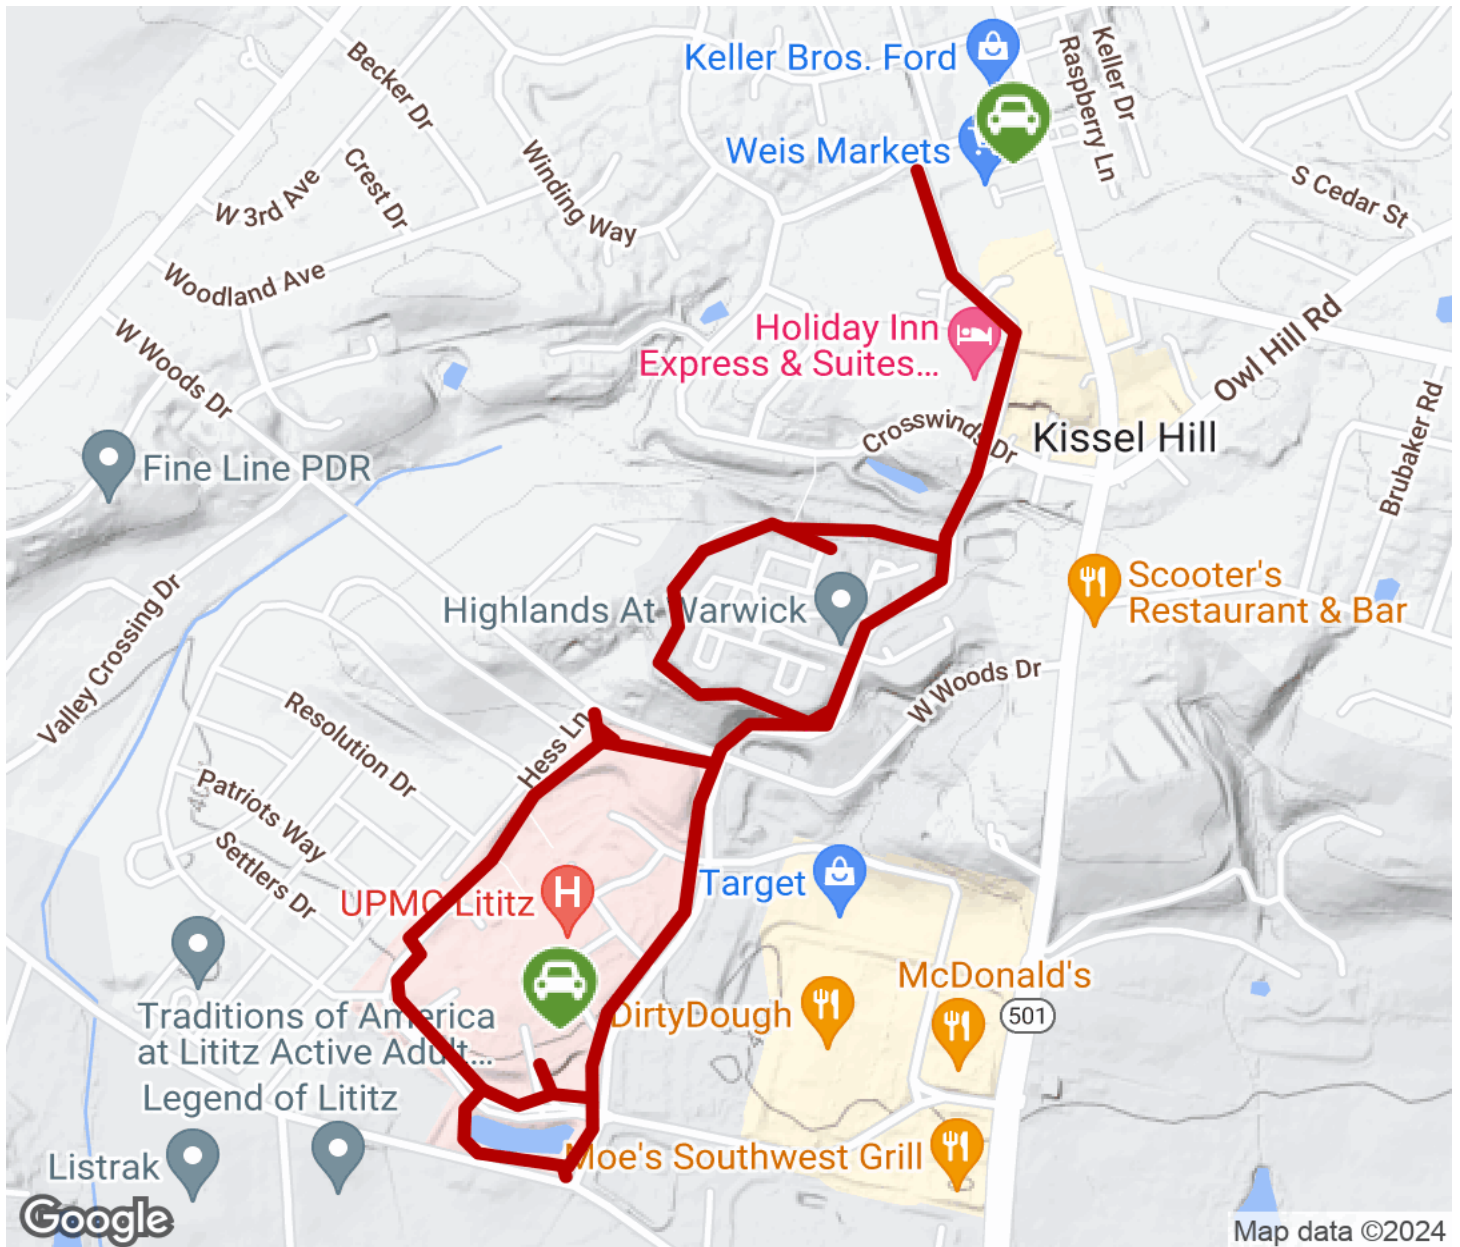 Keller Bros. Ford
Keller Dr
Raspberry Ln
Becker Dr
Weis Markets
Winding Way
Crest Dr
W 3rd Ave
S Cedar St
Woodland Ave
Owl Hill Rd
W Woods Dr
Holiday Inn
Express & Suites...
Crosswinds Dr
Kissel Hill
Brubaker Rd
Fine Line PDR
Scooter's
Restaurant & Bar
Highlands At Warwick
Valley Crossing Dr
W Woods Dr
Resolution Dr
Hess Ln
Patriots Way
Settlers Dr
UPMC Lititz
Target
McDonald's
501
DirtyDough
Traditions of America
at Lititz Active Adult...
Legend of Lititz
Listrak
Moe's Southwest Grill
Google
Map data ©2024